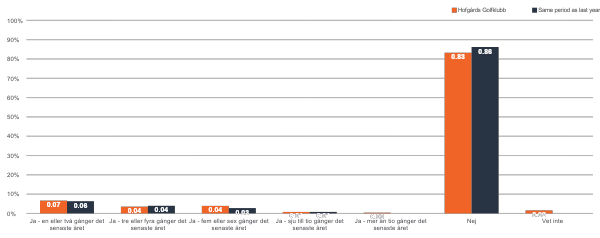 Hofgårds Golfklubb
Same period as last year
100%
90%
80%
70%
60%
50%
40%
30%
20%
10%
0%
0.07
0.06
0.04
0.04
0.04
0.03
0.83
0.86
Ja - en eller två gånger det
senaste året
Ja - tre eller fyra gånger det
senaste året
Ja - fem eller sex gånger det
senaste året
Ja - sju till tio gånger det
senaste året
Ja - mer än tio gånger det
senaste året
Nej
Vet inte